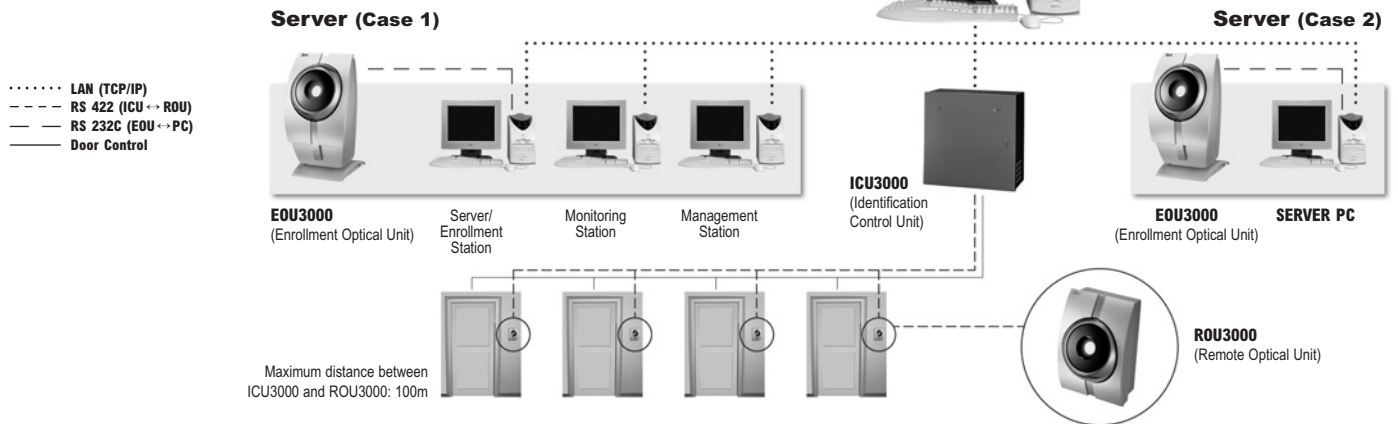 Server (Case 1)
Server (Case 2)
LAN (TCP/IP)
RS 422 (ICU↔ROU)
RS 232C (EOU↔PC)
Door Control
EOU3000
(Enrollment Optical Unit)
Server/
Enrollment
Station
Monitoring
Station
Management
Station
ICU3000
(Identification
Control Unit)
EOU3000
(Enrollment Optical Unit)
SERVER PC
ROU3000
(Remote Optical Unit)
Maximum distance between
ICU3000 and ROU3000: 100m